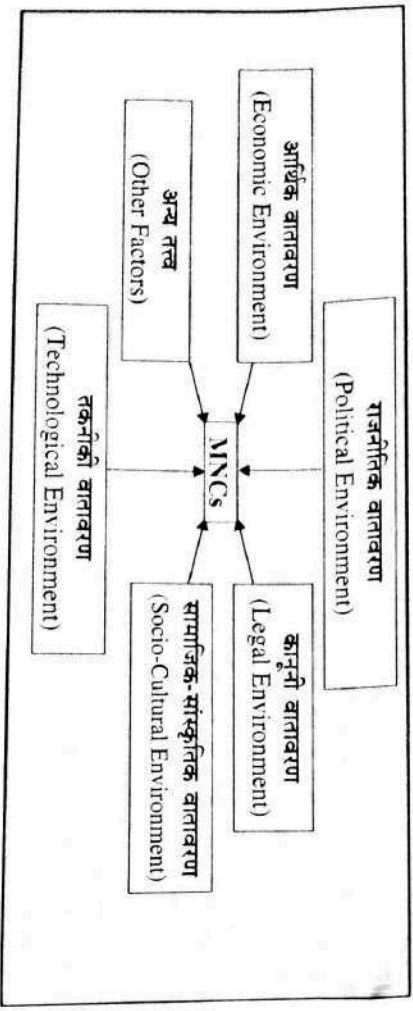 राजनीतिक वातावरण
(Political Environment)
आर्थिक वातावरण
(Economic Environment)
कानूनी वातावरण
(Legal Environment)
MNCs
अन्य तत्त्व
(Other Factors)
सामाजिक-सांस्कृतिक वातावरण
(Socio-Cultural Environment)
तकनीकी वातावरण
(Technological Environment)